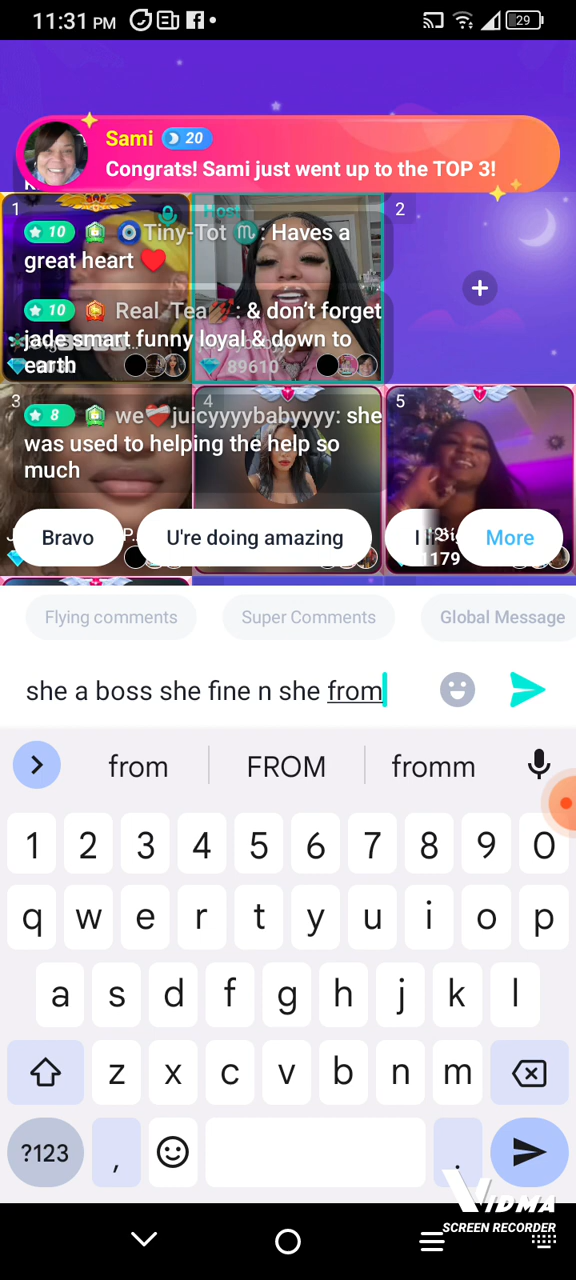 11:31 PM
29
Sami 20
Congrats! Sami just went up to the TOP 3!
1
Host
2
10 Tiny-Tot ♏: Haves a
great heart ❤️
10 Real Tea: & don't forget
jade smart funny loyal & down to
earth
89610
3
4
5
8 we❤️‍🩹juicyyyybabyyyy: she
was used to helping the help so
much
Bravo
U're doing amazing
More
1179
Flying comments
Super Comments
Global Message
she a boss she fine n she from
from
FROM
fromm
1 2 3 4 5 6 7 8 9 0
q w e r t y u i o p
a s d f g h j k l
z x c v b n m
?123 , .
VIDMA
SCREEN RECORDER